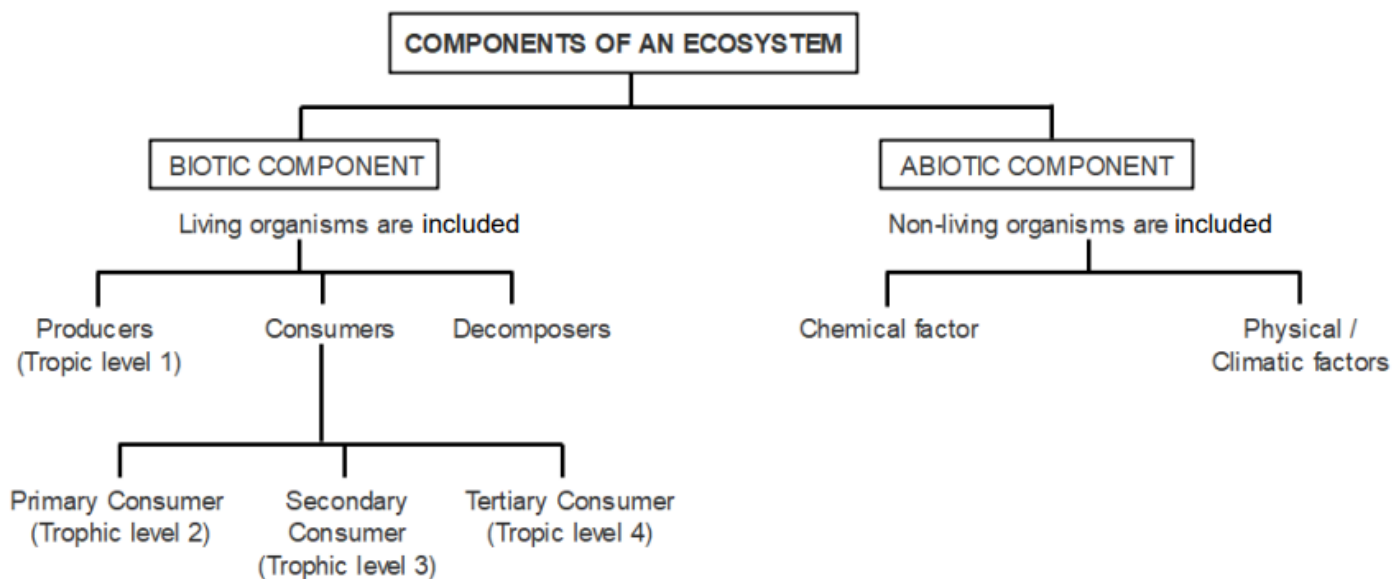 COMPONENTS OF AN ECOSYSTEM
BIOTIC COMPONENT
ABIOTIC COMPONENT
Living organisms are included
Non-living organisms are included
Producers
(Tropic level 1)
Consumers
Decomposers
Chemical factor
Physical /
Climatic factors
Primary Consumer
(Trophic level 2)
Secondary
Consumer
(Trophic level 3)
Tertiary Consumer
(Tropic level 4)